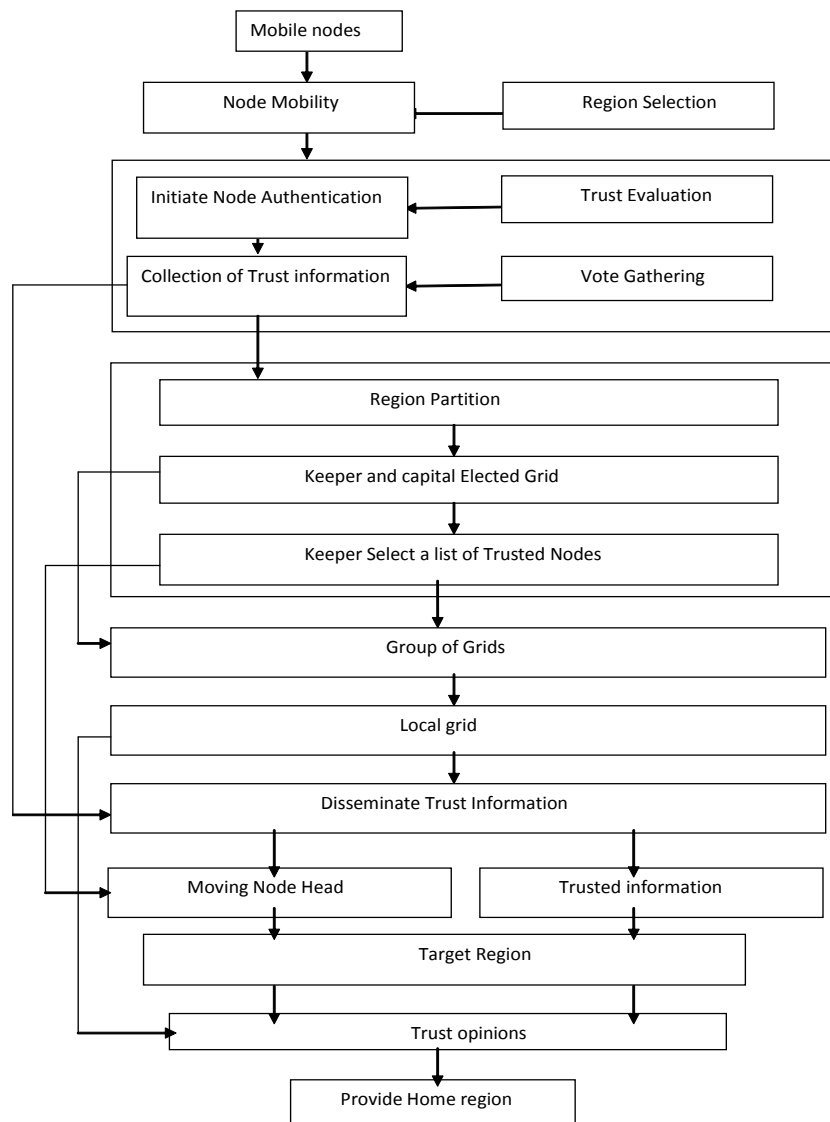 Mobile nodes
Node Mobility
Region Selection
Initiate Node Authentication
Trust Evaluation
Collection of Trust information
Vote Gathering
Region Partition
Keeper and capital Elected Grid
Keeper Select a list of Trusted Nodes
Group of Grids
Local grid
Disseminate Trust Information
Moving Node Head
Trusted information
Target Region
Trust opinions
Provide Home region